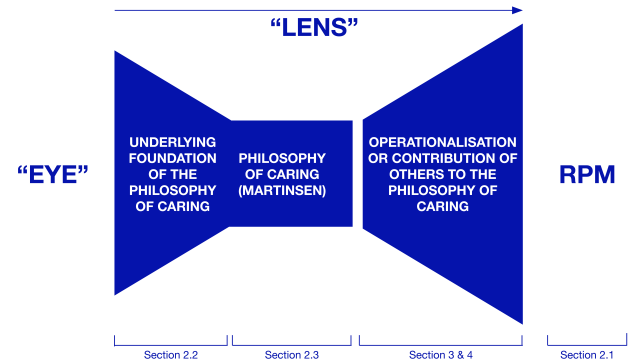 “LENS”
“EYE”
UNDERLYING
FOUNDATION
OF THE
PHILOSOPHY
OF CARING
PHILOSOPHY
OF CARING
(MARTINSEN)
OPERATIONALISATION
OR CONTRIBUTION OF
OTHERS TO THE
PHILOSOPHY OF
CARING
RPM
Section 2.2
Section 2.3
Section 3 & 4
Section 2.1